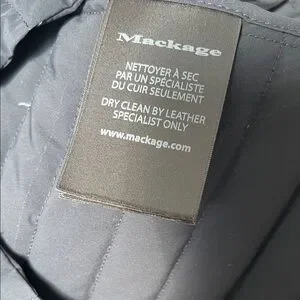 Mackage
NETTOYER À SEC
PAR UN SPÉCIALISTE
DU CUIR SEULEMENT
DRY CLEAN BY LEATHER
SPECIALIST ONLY
www.mackage.com